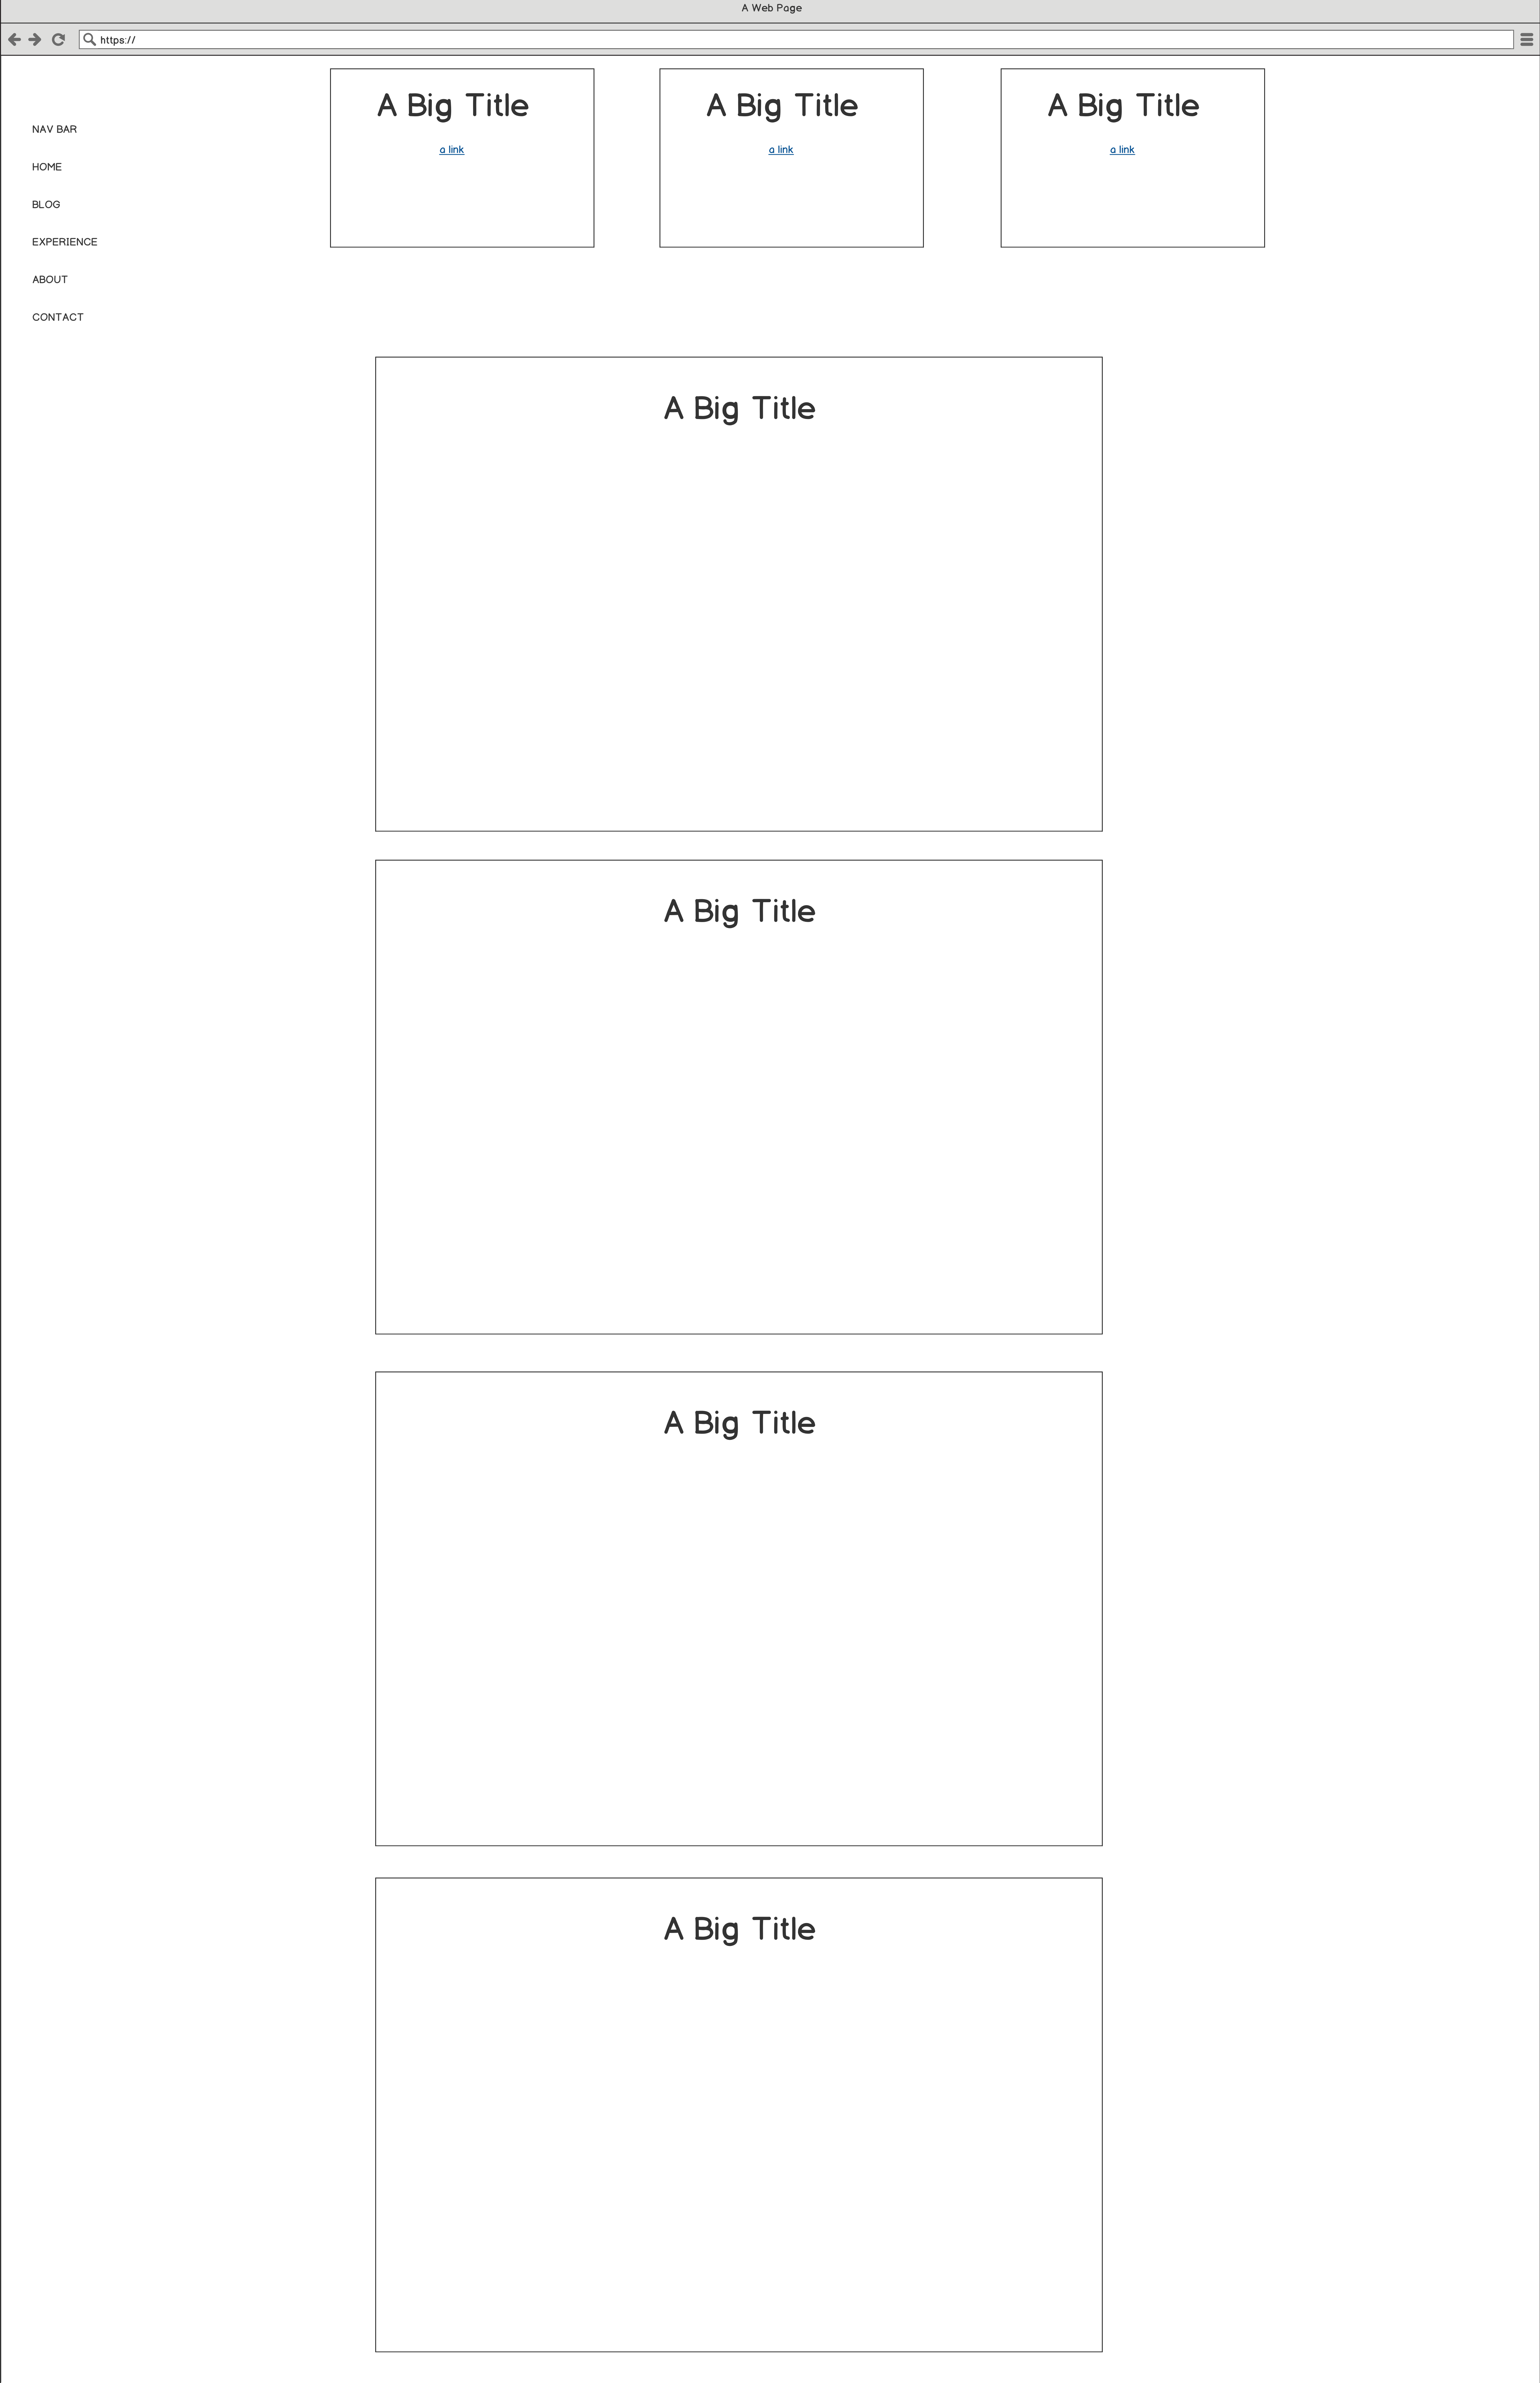 A Web Page
https://
NAV BAR
HOME
BLOG
EXPERIENCE
ABOUT
CONTACT
A Big Title
a link
A Big Title
a link
A Big Title
a link
A Big Title
A Big Title
A Big Title
A Big Title